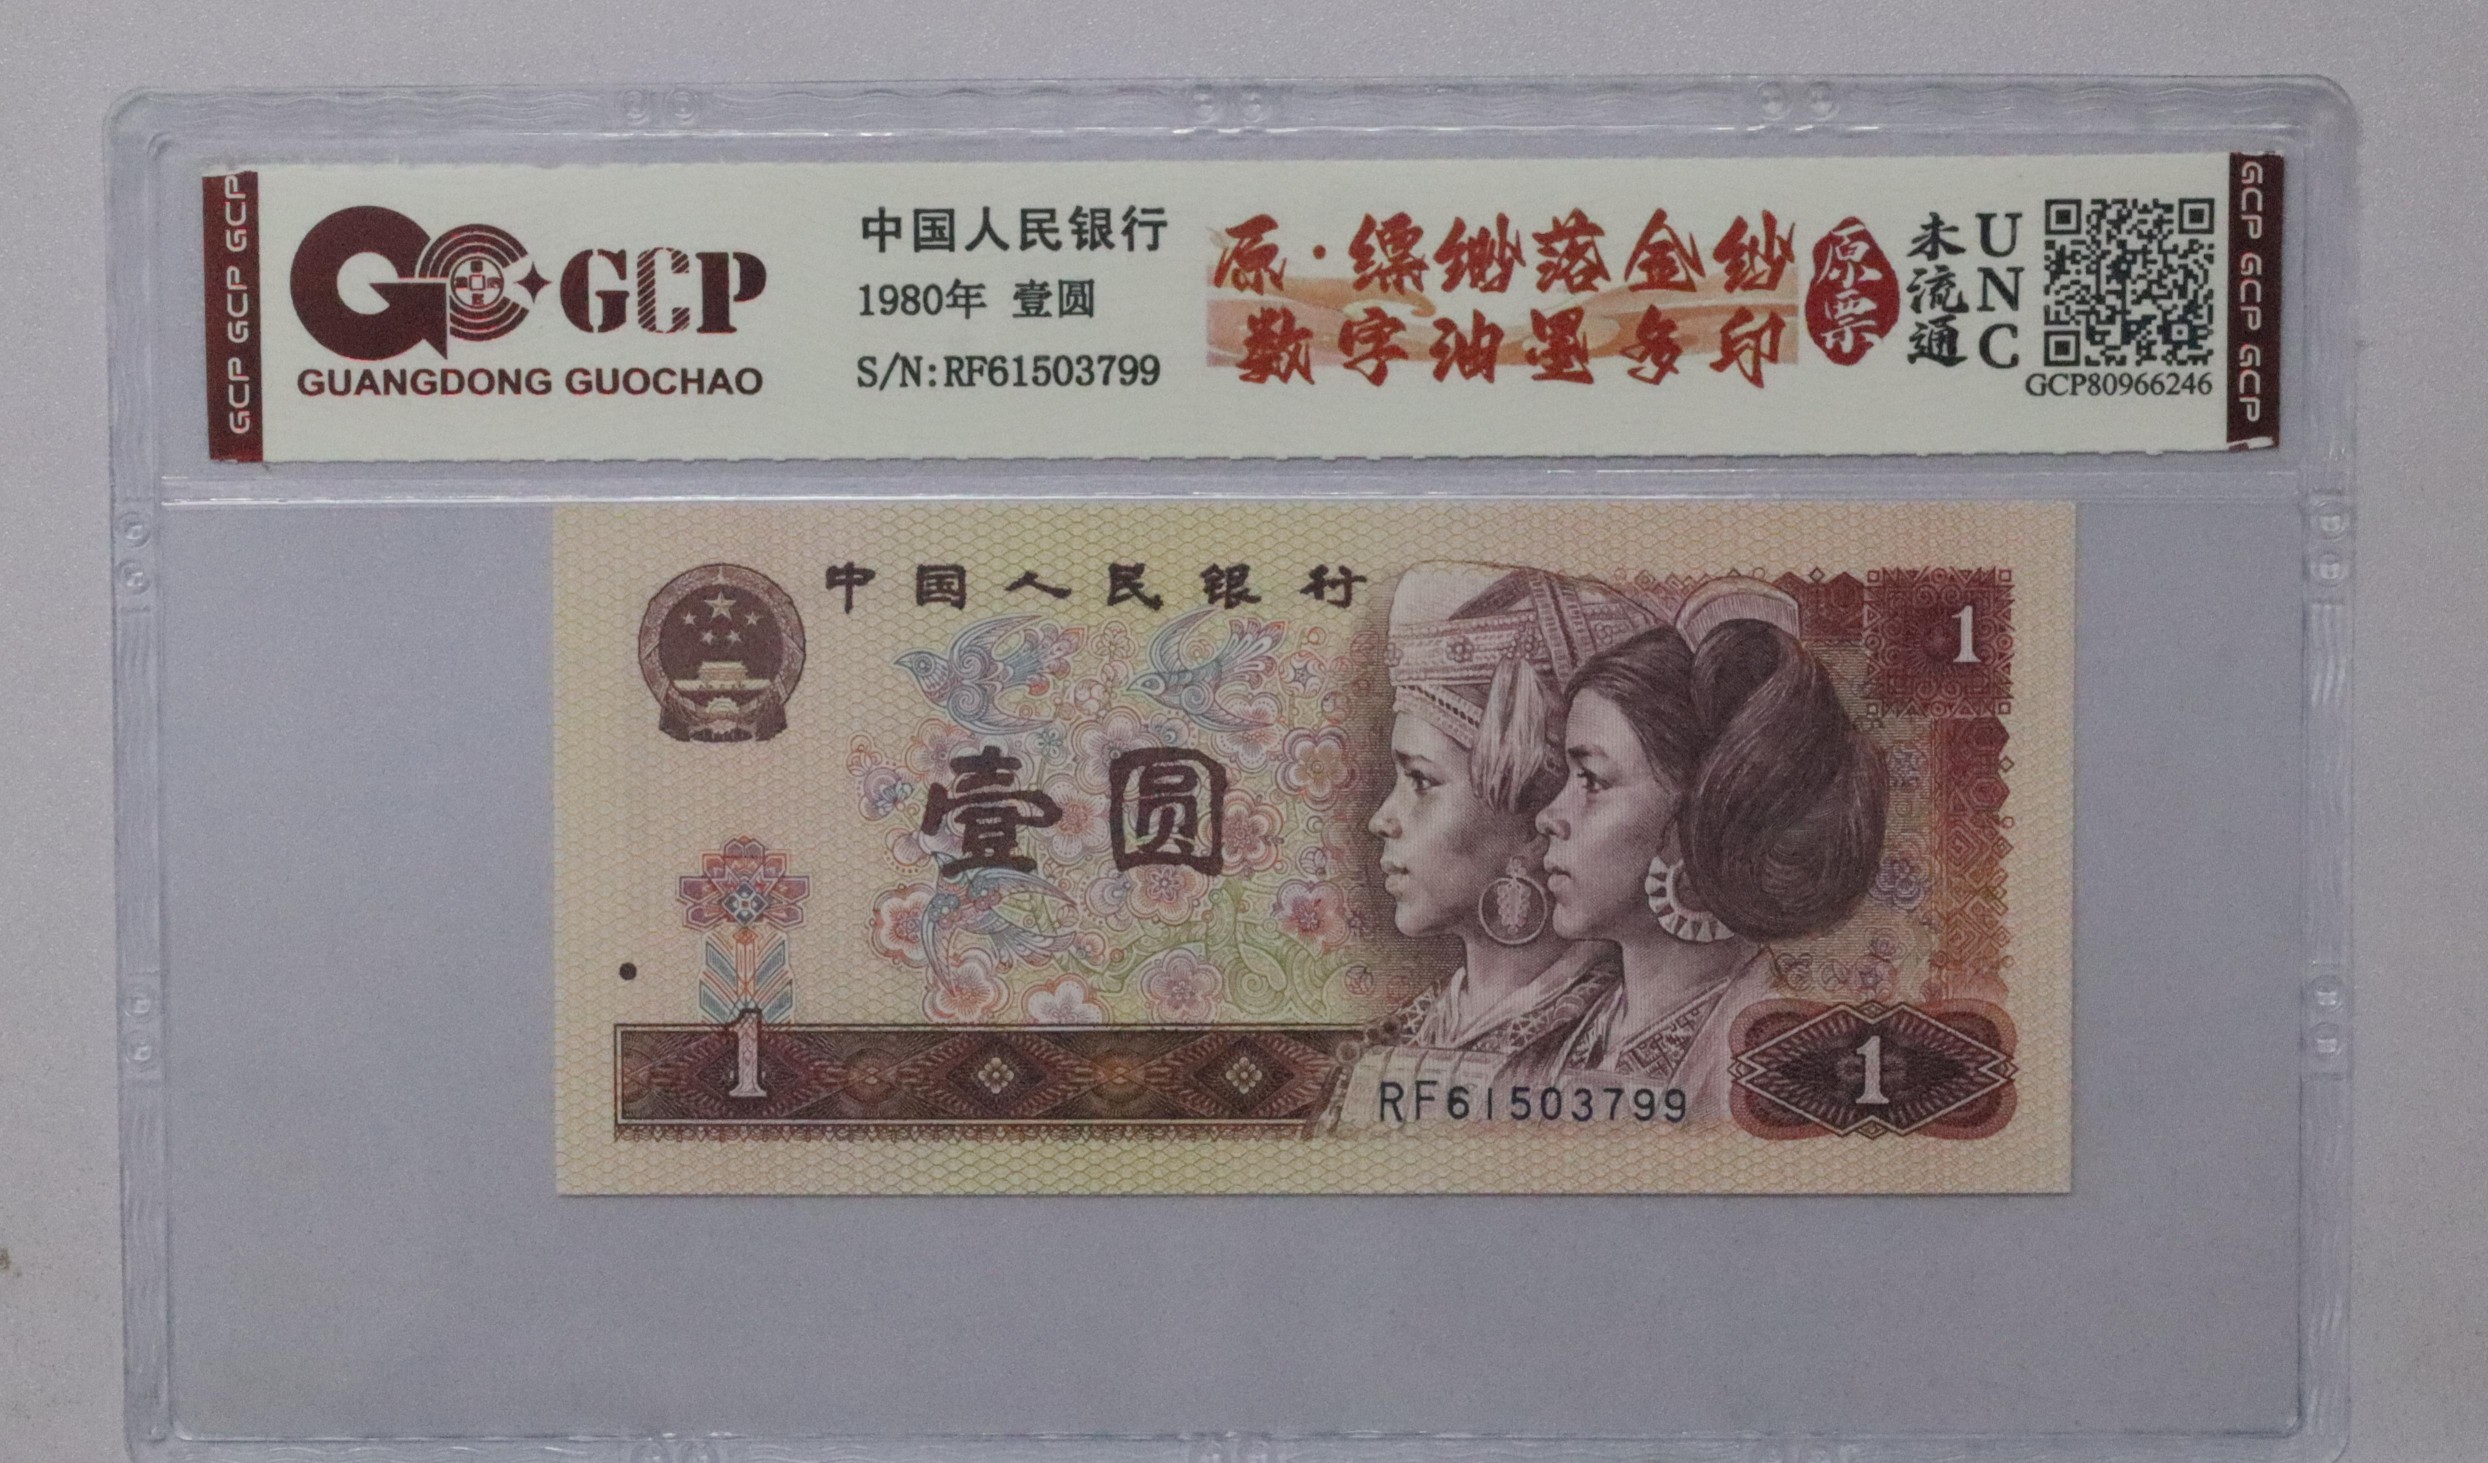 GCP GCP GCP
GCP
GUANGDONG GUOCHAO
中国人民银行
1980年 壹圆
S/N:RF61503799
原·缥缈落金纱
数字油墨多印
原票
未流通
UNC
GCP80966246
GCP GCP GCP
中国人民银行
1
壹圆
1
RF61503799
1